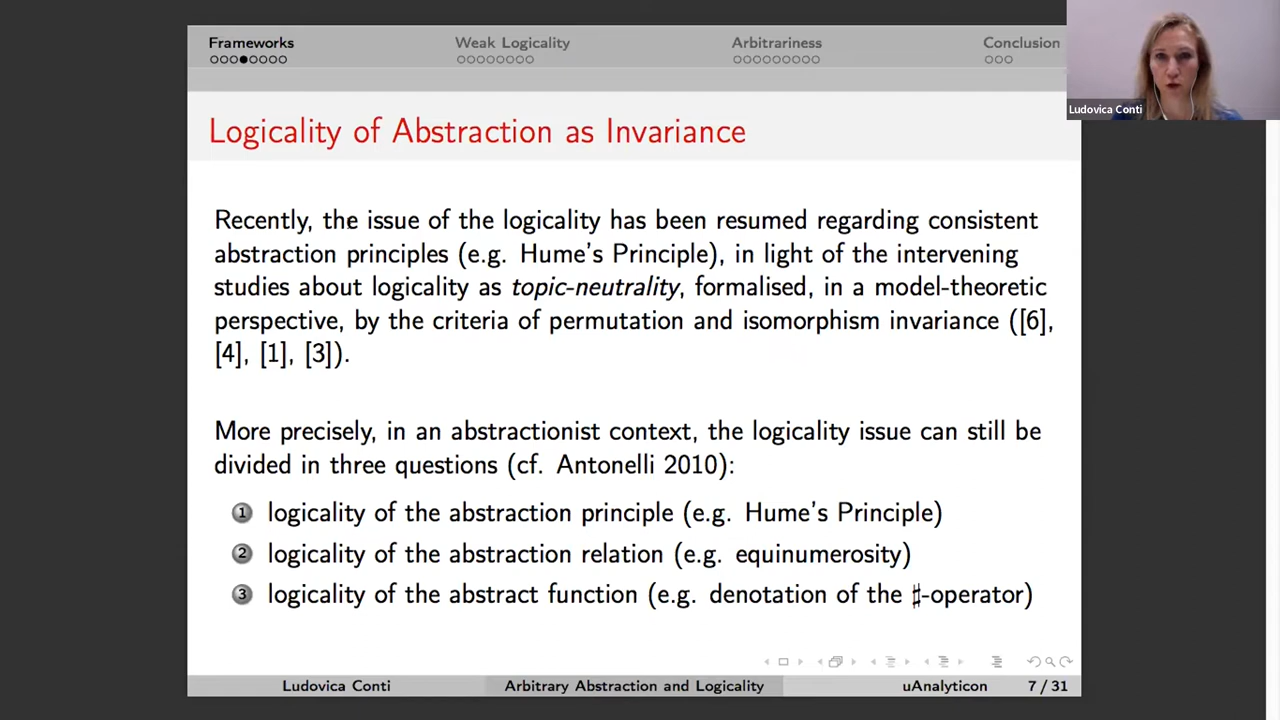 Frameworks Weak Logicality Arbitrariness Conclusion
Ludovica Conti
Logicality of Abstraction as Invariance
Recently, the issue of the logicality has been resumed regarding consistent
abstraction principles (e.g. Hume's Principle), in light of the intervening
studies about logicality as topic-neutrality, formalised, in a model-theoretic
perspective, by the criteria of permutation and isomorphism invariance ([6],
[4], [1], [3]).
More precisely, in an abstractionist context, the logicality issue can still be
divided in three questions (cf. Antonelli 2010):
1 logicality of the abstraction principle (e.g. Hume's Principle)
2 logicality of the abstraction relation (e.g. equinumerosity)
3 logicality of the abstract function (e.g. denotation of the ♯-operator)
Ludovica Conti Arbitrary Abstraction and Logicality uAnalyticon 7 / 31